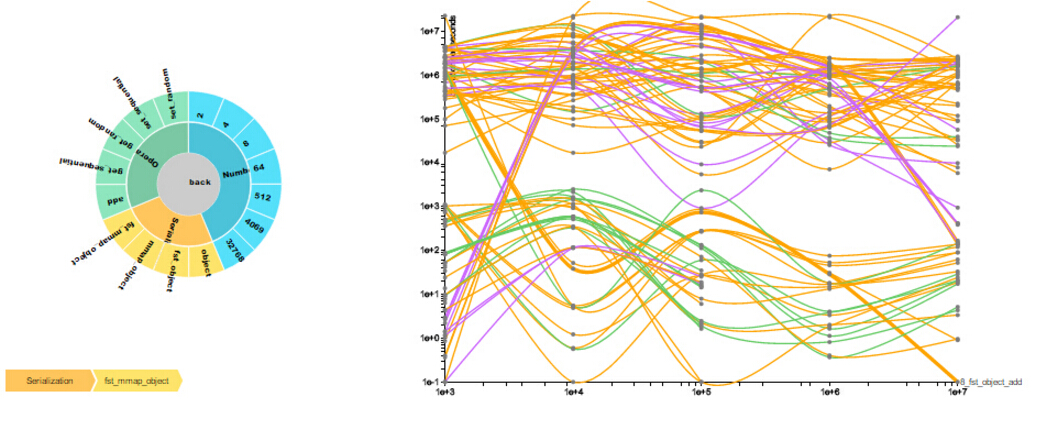 set random
set sequential
get random
get sequential
add
Opera
Numb
2
4
8
64
512
4069
32768
back
Seriali
fst mmap object
mmap object
fst object
object
Serialization
fst_mmap_object
1e+7
1e+6
1e+5
1e+4
1e+3
1e+2
1e+1
1e+0
1e-1
1e+3
1e+4
1e+5
1e+6
1e+7
8_fst_object_add